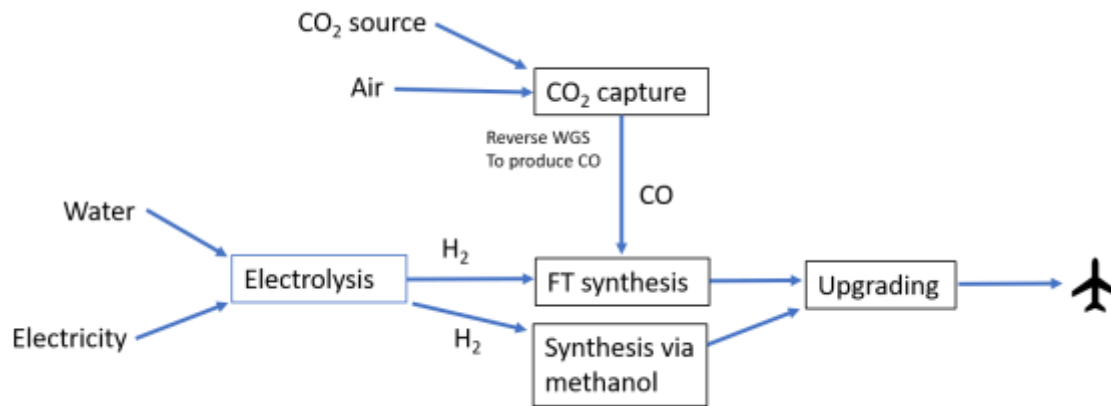 CO₂ source
Air
CO₂ capture
Reverse WGS
To produce CO
CO
Water
H₂
Electrolysis
FT synthesis
Upgrading
Electricity
H₂
Synthesis via
methanol